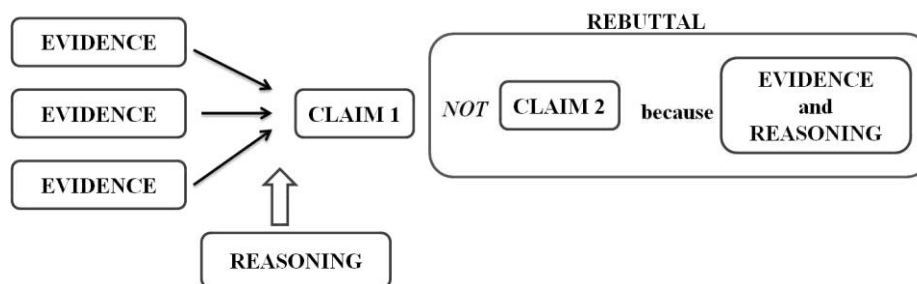 REBUTTAL
EVIDENCE
EVIDENCE
EVIDENCE
CLAIM 1
REASONING
NOT CLAIM 2 because
EVIDENCE
and
REASONING